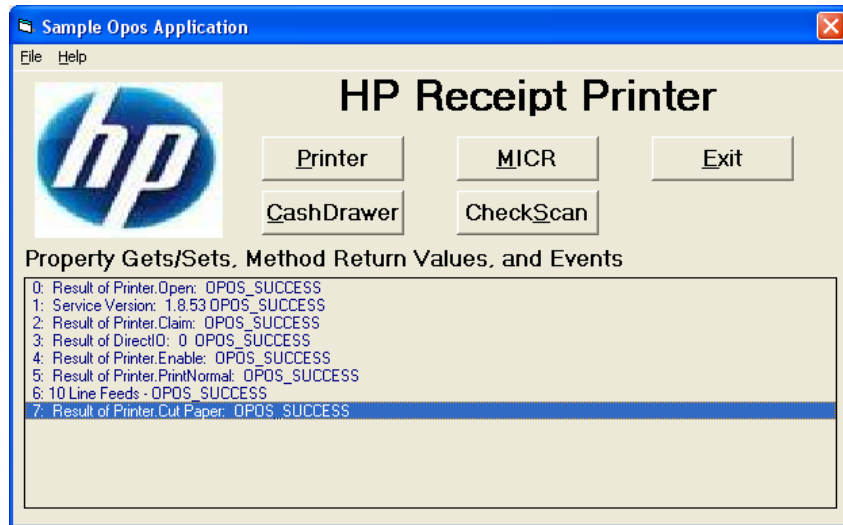 Sample Opos Application
File Help
hp
HP Receipt Printer
Printer MICR Exit
CashDrawer CheckScan
Property Gets/Sets, Method Return Values, and Events
0: Result of Printer.Open: OPOS_SUCCESS
1: Service Version: 1.8.53 OPOS_SUCCESS
2: Result of Printer.Claim: OPOS_SUCCESS
3: Result of DirectIO: 0 OPOS_SUCCESS
4: Result of Printer.Enable: OPOS_SUCCESS
5: Result of Printer.PrintNormal: OPOS_SUCCESS
6: 10 Line Feeds - OPOS_SUCCESS
7: Result of Printer.Cut Paper: OPOS_SUCCESS